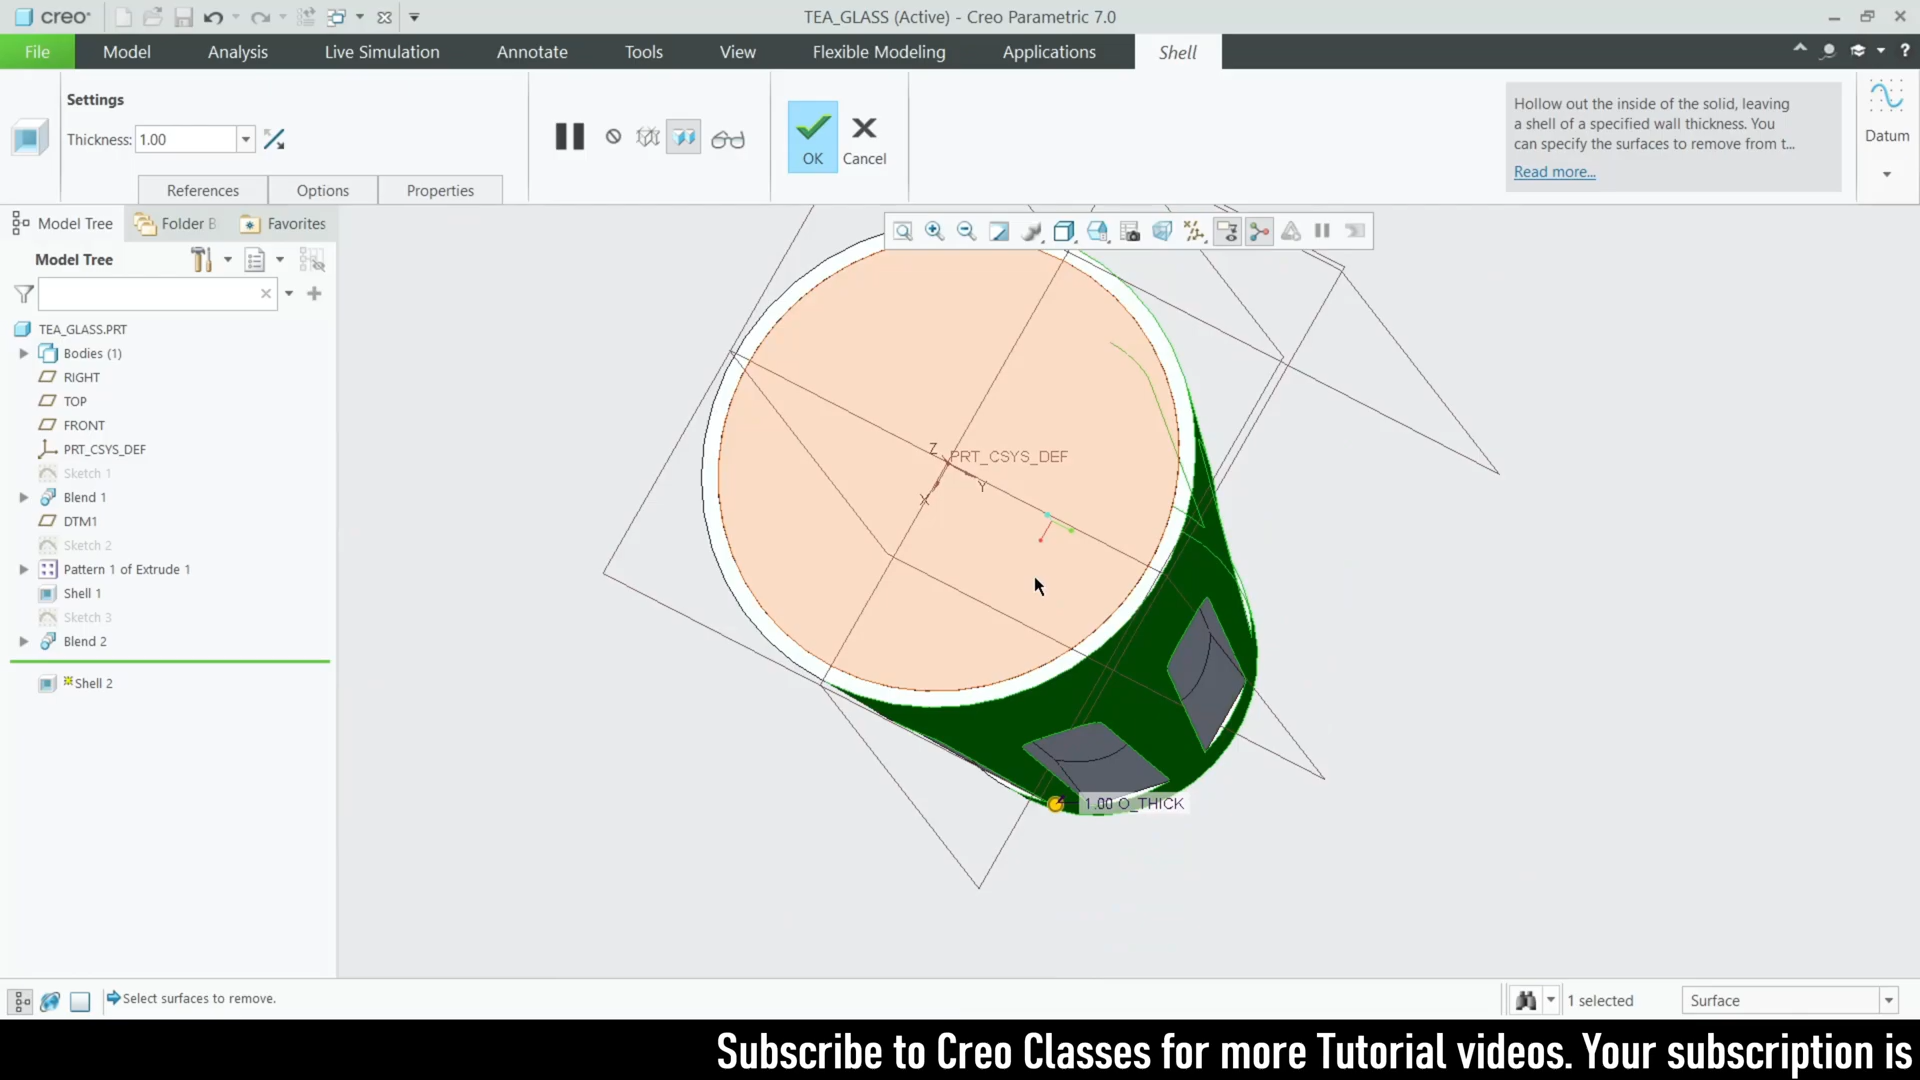 creo
TEA_GLASS (Active) - Creo Parametric 7.0
File
Model
Analysis
Live Simulation
Annotate
Tools
View
Flexible Modeling
Applications
Shell
Settings
Thickness: 1.00
References
Options
Properties
OK
Cancel
Hollow out the inside of the solid, leaving
a shell of a specified wall thickness. You
can specify the surfaces to remove from t...
Read more...
Datum
Model Tree
Folder B
Favorites
Model Tree
TEA_GLASS.PRT
Bodies (1)
RIGHT
TOP
FRONT
PRT_CSYS_DEF
Sketch 1
Blend 1
DTM1
Sketch 2
Pattern 1 of Extrude 1
Shell 1
Sketch 3
Blend 2
Shell 2
Z
PRT_CSYS_DEF
Y
X
1.00 O_THICK
Select surfaces to remove.
1 selected
Surface
Subscribe to Creo Classes for more Tutorial videos. Your subscription is